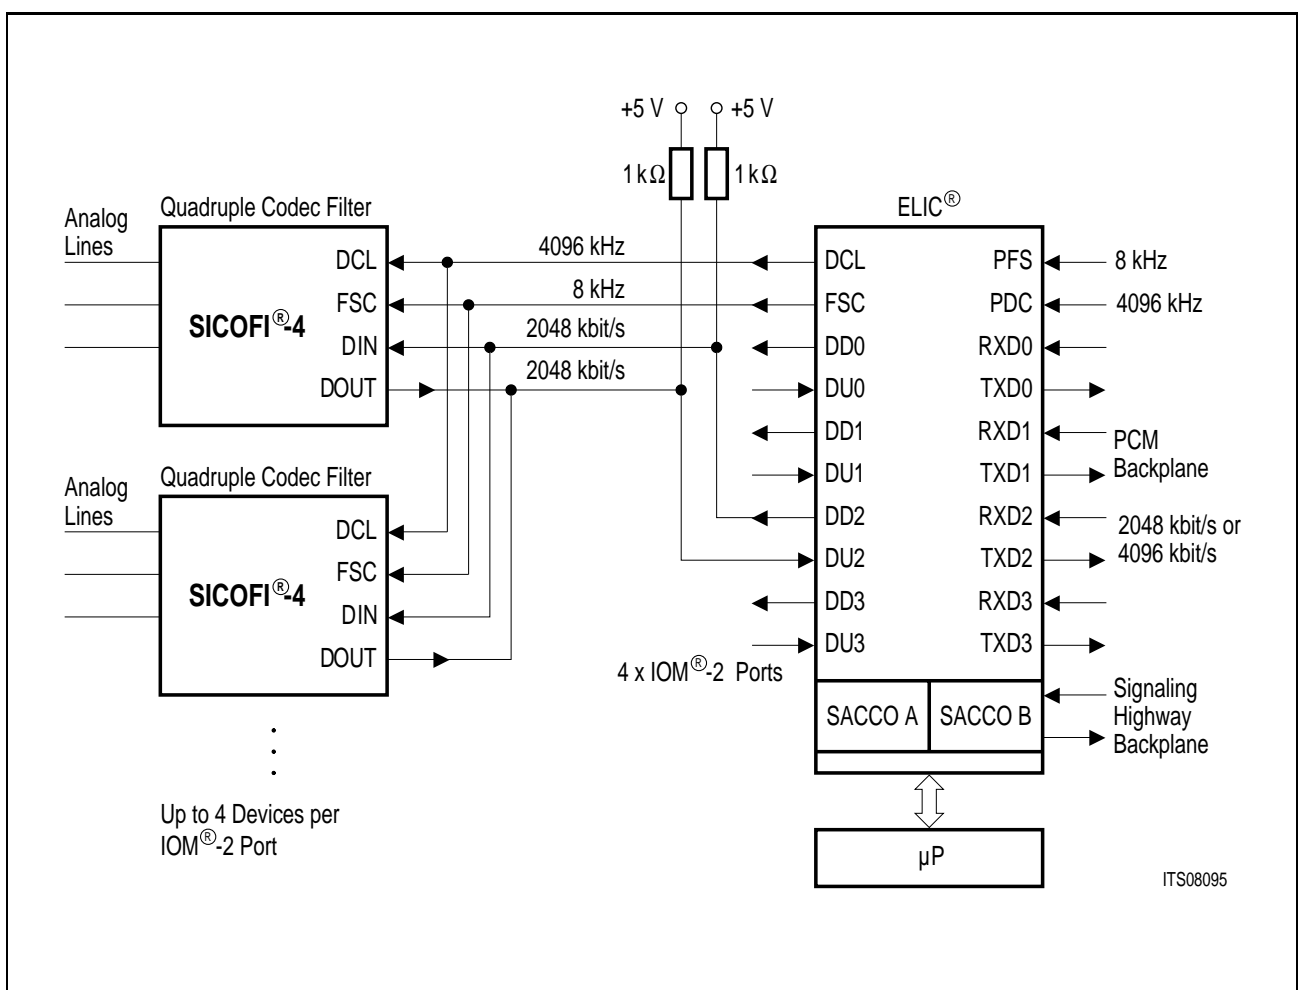 +5 V +5 V
1 kΩ 1 kΩ
Quadruple Codec Filter
Analog
Lines
DCL
FSC
SICOFI®-4
DIN
DOUT
4096 kHz
8 kHz
2048 kbit/s
2048 kbit/s
Quadruple Codec Filter
Analog
Lines
DCL
FSC
SICOFI®-4
DIN
DOUT
Up to 4 Devices per
IOM®-2 Port
ELIC®
DCL PFS 8 kHz
FSC PDC 4096 kHz
DD0 RXD0
DU0 TXD0
DD1 RXD1
DU1 TXD1
DD2 RXD2
DU2 TXD2
DD3 RXD3
DU3 TXD3
PCM
Backplane
2048 kbit/s or
4096 kbit/s
4 x IOM®-2 Ports
SACCO A SACCO B
Signaling
Highway
Backplane
µP
ITS08095